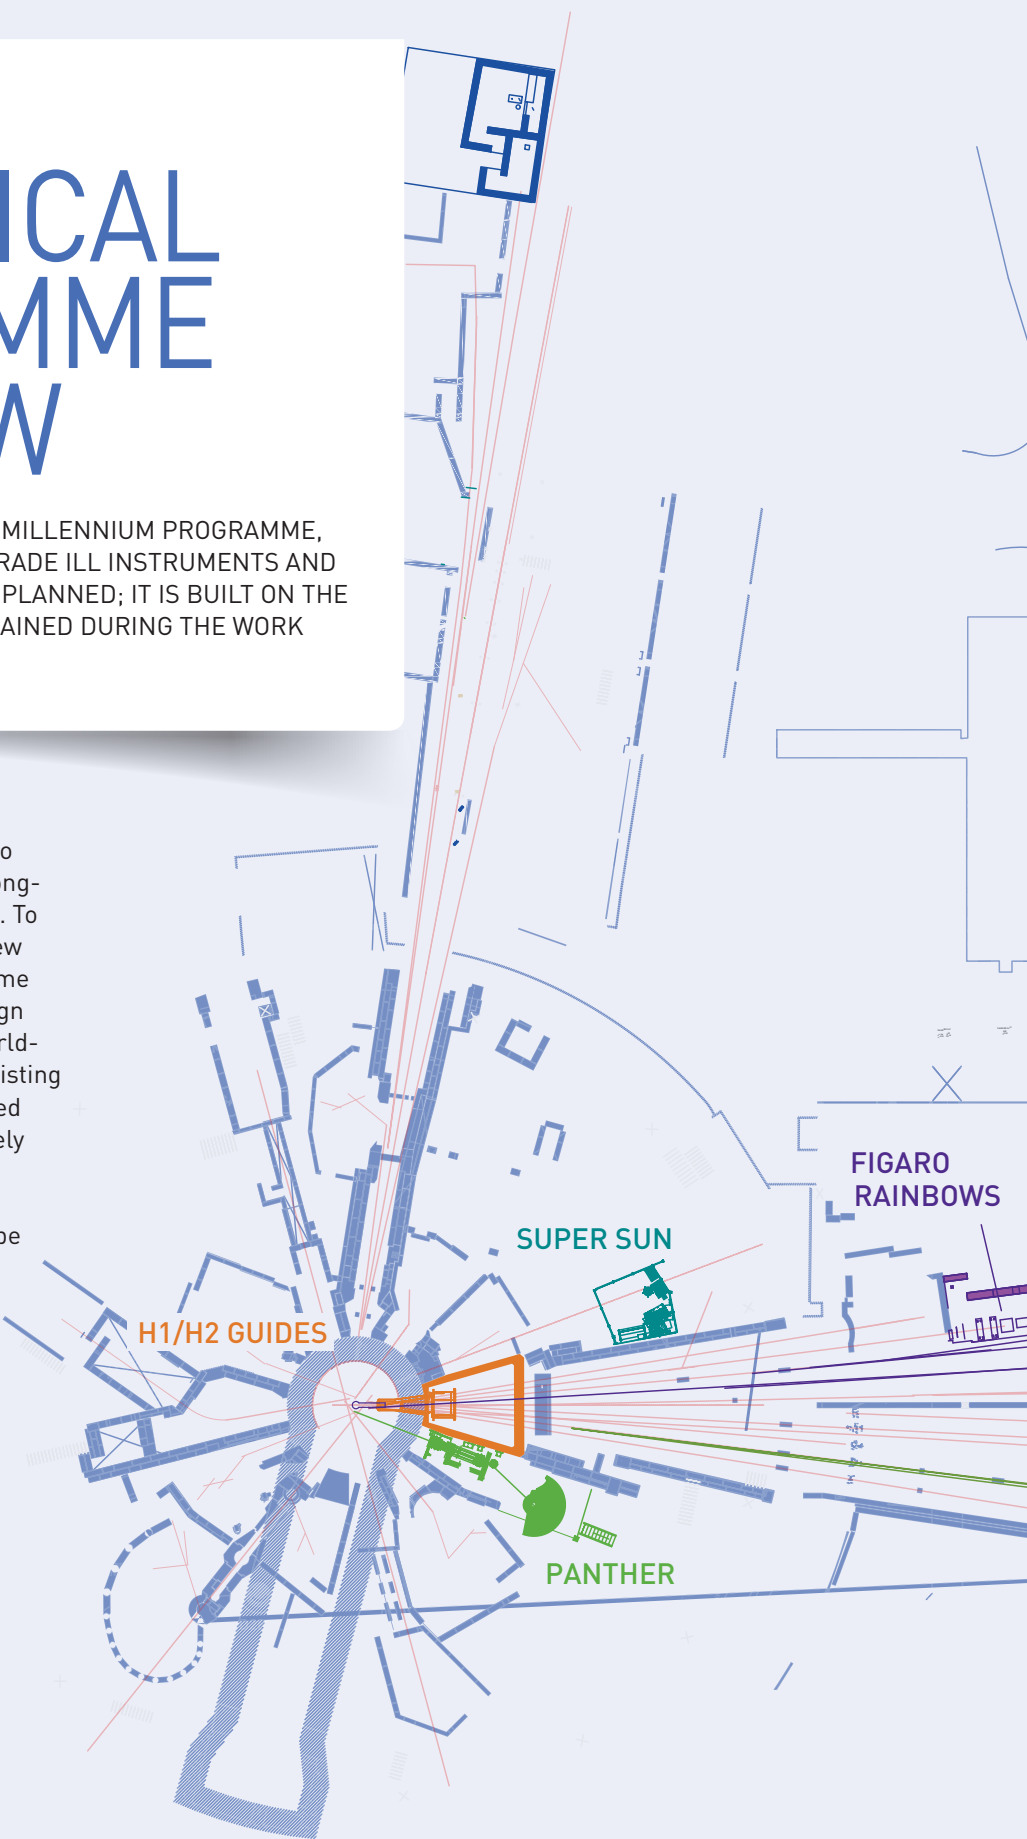 ICAL
MME
W
MILLENNIUM PROGRAMME,
RADE ILL INSTRUMENTS AND
PLANNED; IT IS BUILT ON THE
AINED DURING THE WORK
o
ong-
. To
ew
me
gn
rld-
isting
ed
ely
be
FIGARO
RAINBOWS
SUPER SUN
H1/H2 GUIDES
PANTHER